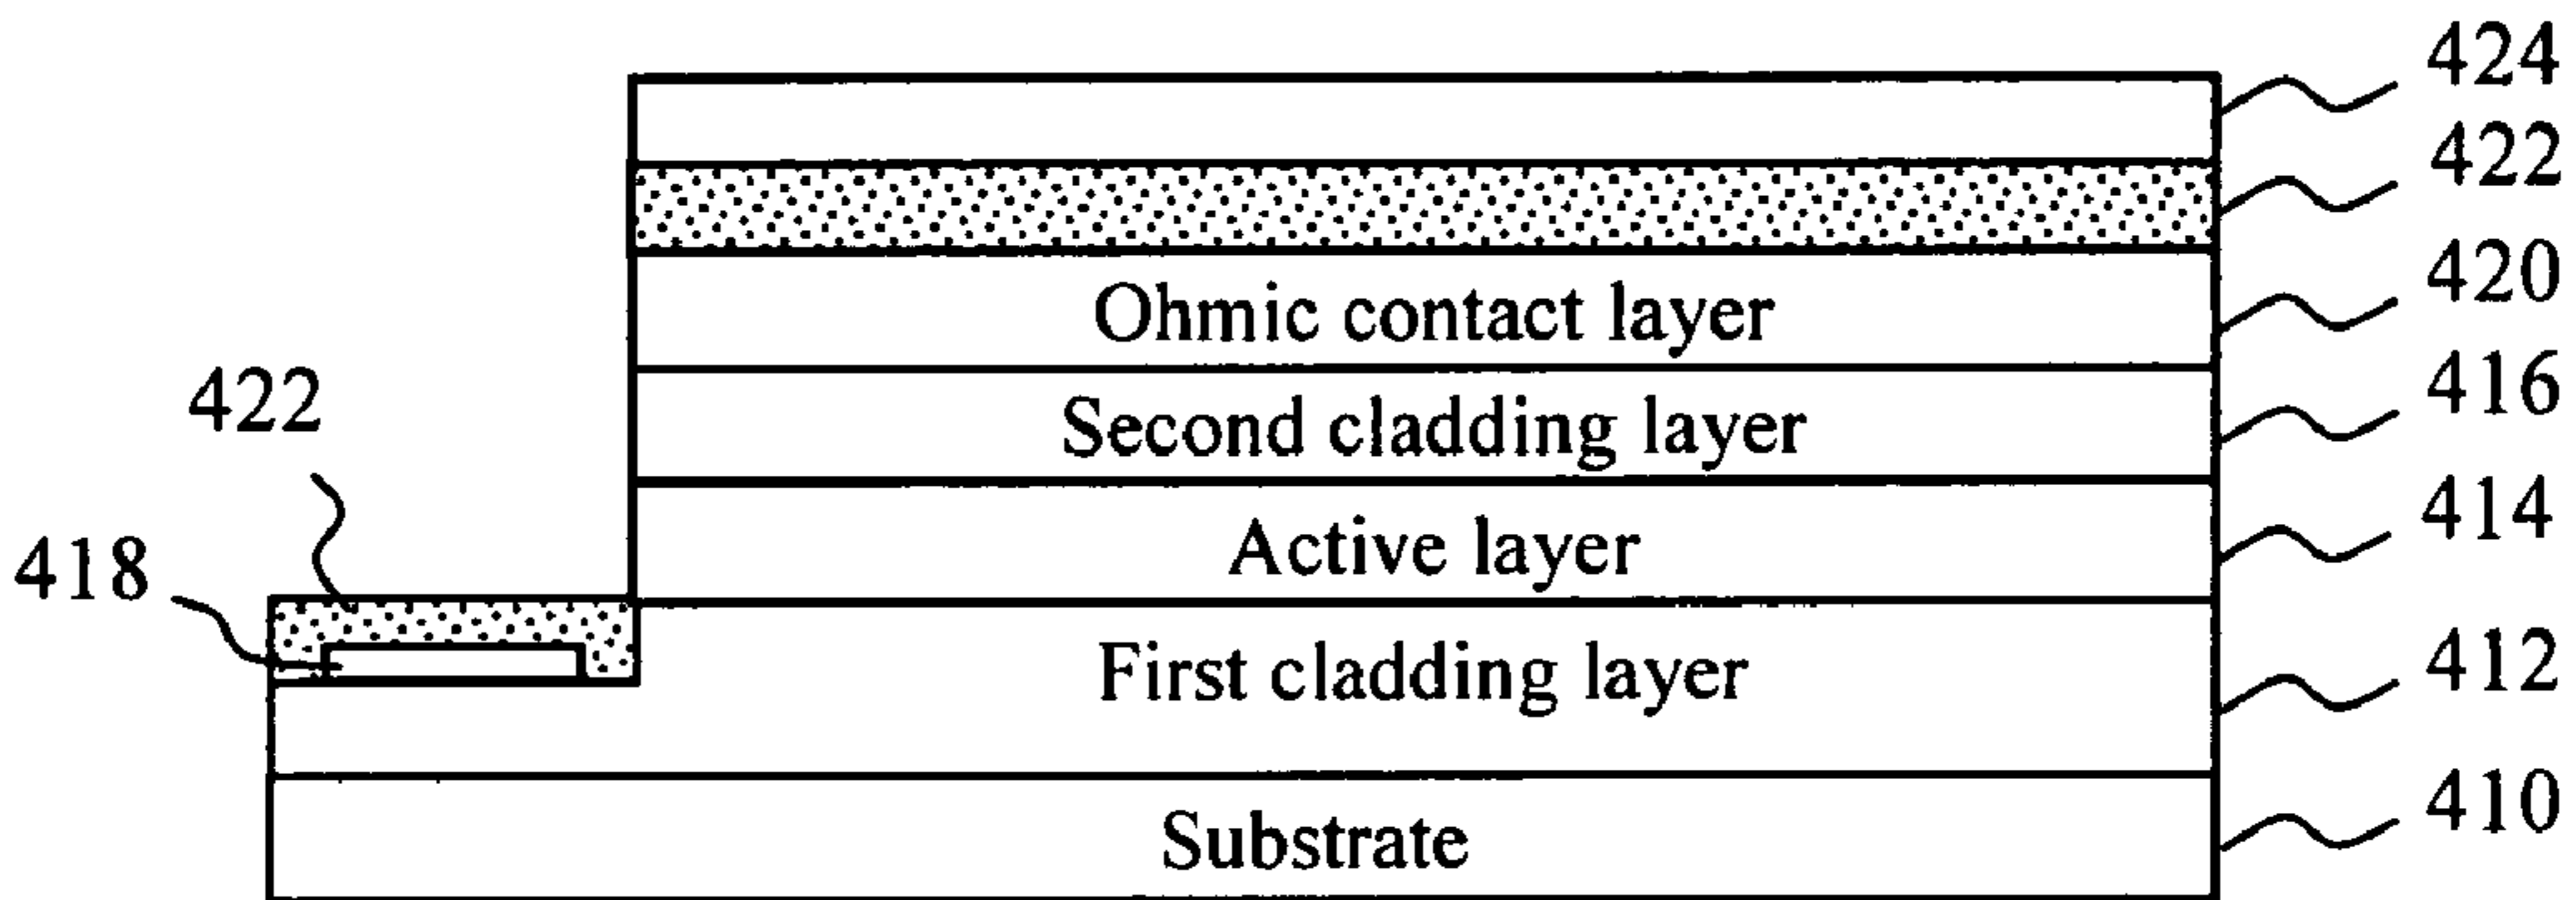 424
422
Ohmic contact layer 420
Second cladding layer 416
422
Active layer 414
418
First cladding layer 412
Substrate 410